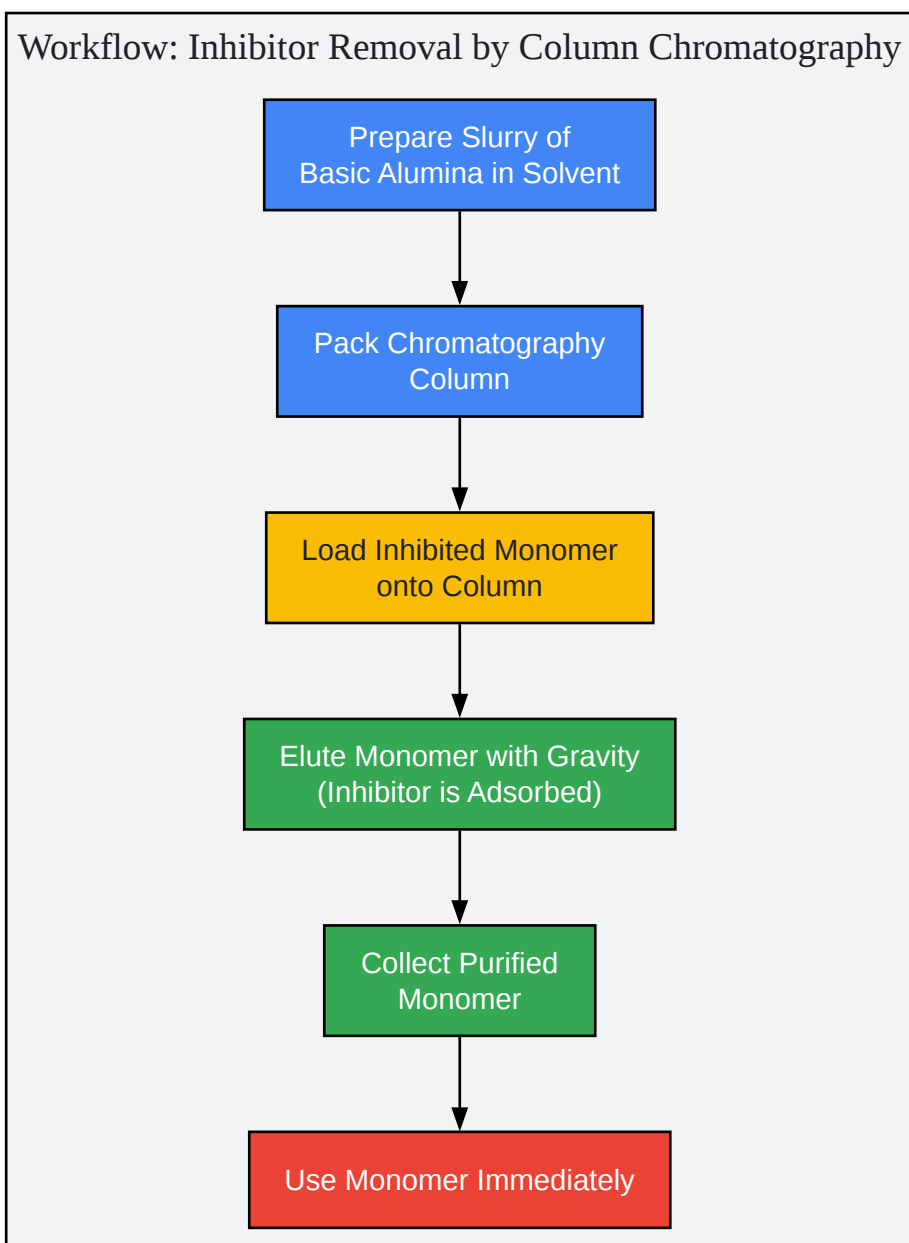 Workflow: Inhibitor Removal by Column Chromatography
Prepare Slurry of
Basic Alumina in Solvent
Pack Chromatography
Column
Load Inhibited Monomer
onto Column
Elute Monomer with Gravity
(Inhibitor is Adsorbed)
Collect Purified
Monomer
Use Monomer Immediately